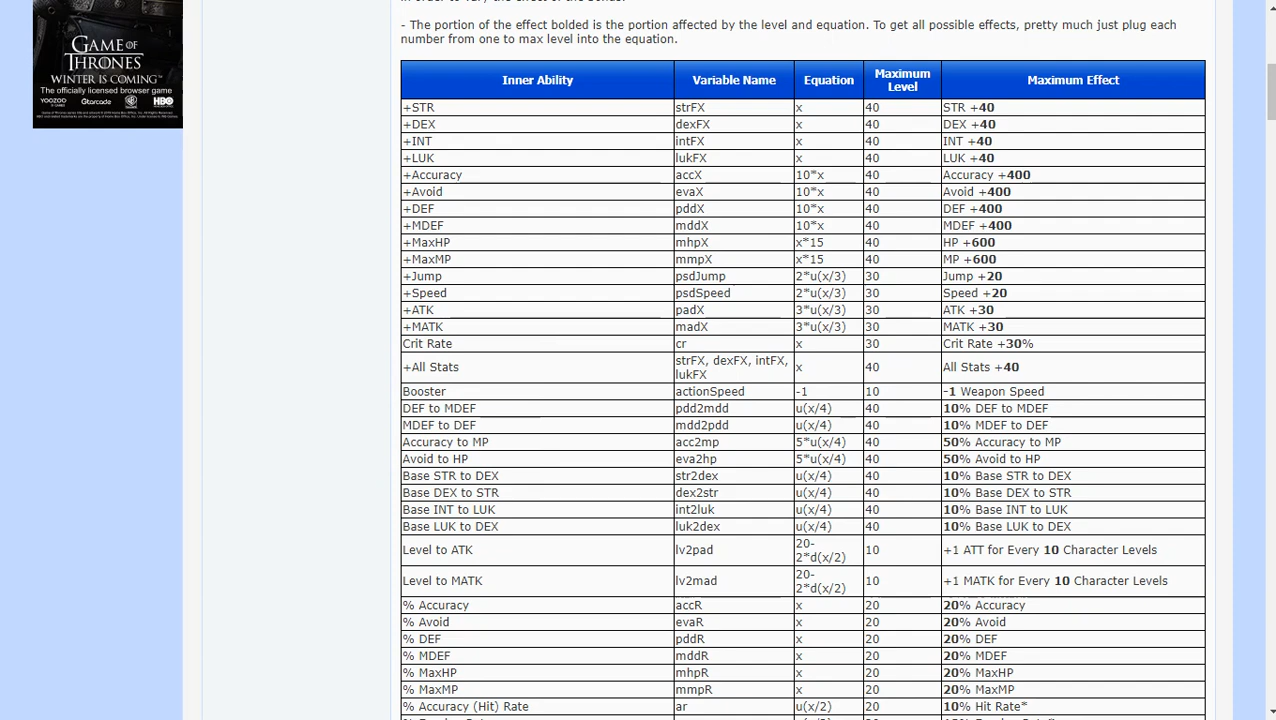 GAME OF
THRONES
WINTER IS COMING™
The officially licensed browser game
YOOZOO GAMES Gtarcade WB HBO
- The portion of the effect bolded is the portion affected by the level and equation. To get all possible effects, pretty much just plug each
number from one to max level into the equation.
Inner Ability Variable Name Equation Maximum Level Maximum Effect
+STR strFX x 40 STR +40
+DEX dexFX x 40 DEX +40
+INT intFX x 40 INT +40
+LUK lukFX x 40 LUK +40
+Accuracy accX 10*x 40 Accuracy +400
+Avoid evaX 10*x 40 Avoid +400
+DEF pddX 10*x 40 DEF +400
+MDEF mddX 10*x 40 MDEF +400
+MaxHP mhpX x*15 40 HP +600
+MaxMP mmpX x*15 40 MP +600
+Jump psdJump 2*u(x/3) 30 Jump +20
+Speed psdSpeed 2*u(x/3) 30 Speed +20
+ATK padX 3*u(x/3) 30 ATK +30
+MATK madX 3*u(x/3) 30 MATK +30
Crit Rate cr x 30 Crit Rate +30%
+All Stats strFX, dexFX, intFX, lukFX x 40 All Stats +40
Booster actionSpeed -1 10 -1 Weapon Speed
DEF to MDEF pdd2mdd u(x/4) 40 10% DEF to MDEF
MDEF to DEF mdd2pdd u(x/4) 40 10% MDEF to DEF
Accuracy to MP acc2mp 5*u(x/4) 40 50% Accuracy to MP
Avoid to HP eva2hp 5*u(x/4) 40 50% Avoid to HP
Base STR to DEX str2dex u(x/4) 40 10% Base STR to DEX
Base DEX to STR dex2str u(x/4) 40 10% Base DEX to STR
Base INT to LUK int2luk u(x/4) 40 10% Base INT to LUK
Base LUK to DEX luk2dex u(x/4) 40 10% Base LUK to DEX
Level to ATK lv2pad 20-2*d(x/2) 10 +1 ATT for Every 10 Character Levels
Level to MATK lv2mad 20-2*d(x/2) 10 +1 MATK for Every 10 Character Levels
% Accuracy accR x 20 20% Accuracy
% Avoid evaR x 20 20% Avoid
% DEF pddR x 20 20% DEF
% MDEF mddR x 20 20% MDEF
% MaxHP mhpR x 20 20% MaxHP
% MaxMP mmpR x 20 20% MaxMP
% Accuracy (Hit) Rate ar u(x/2) 20 10% Hit Rate*